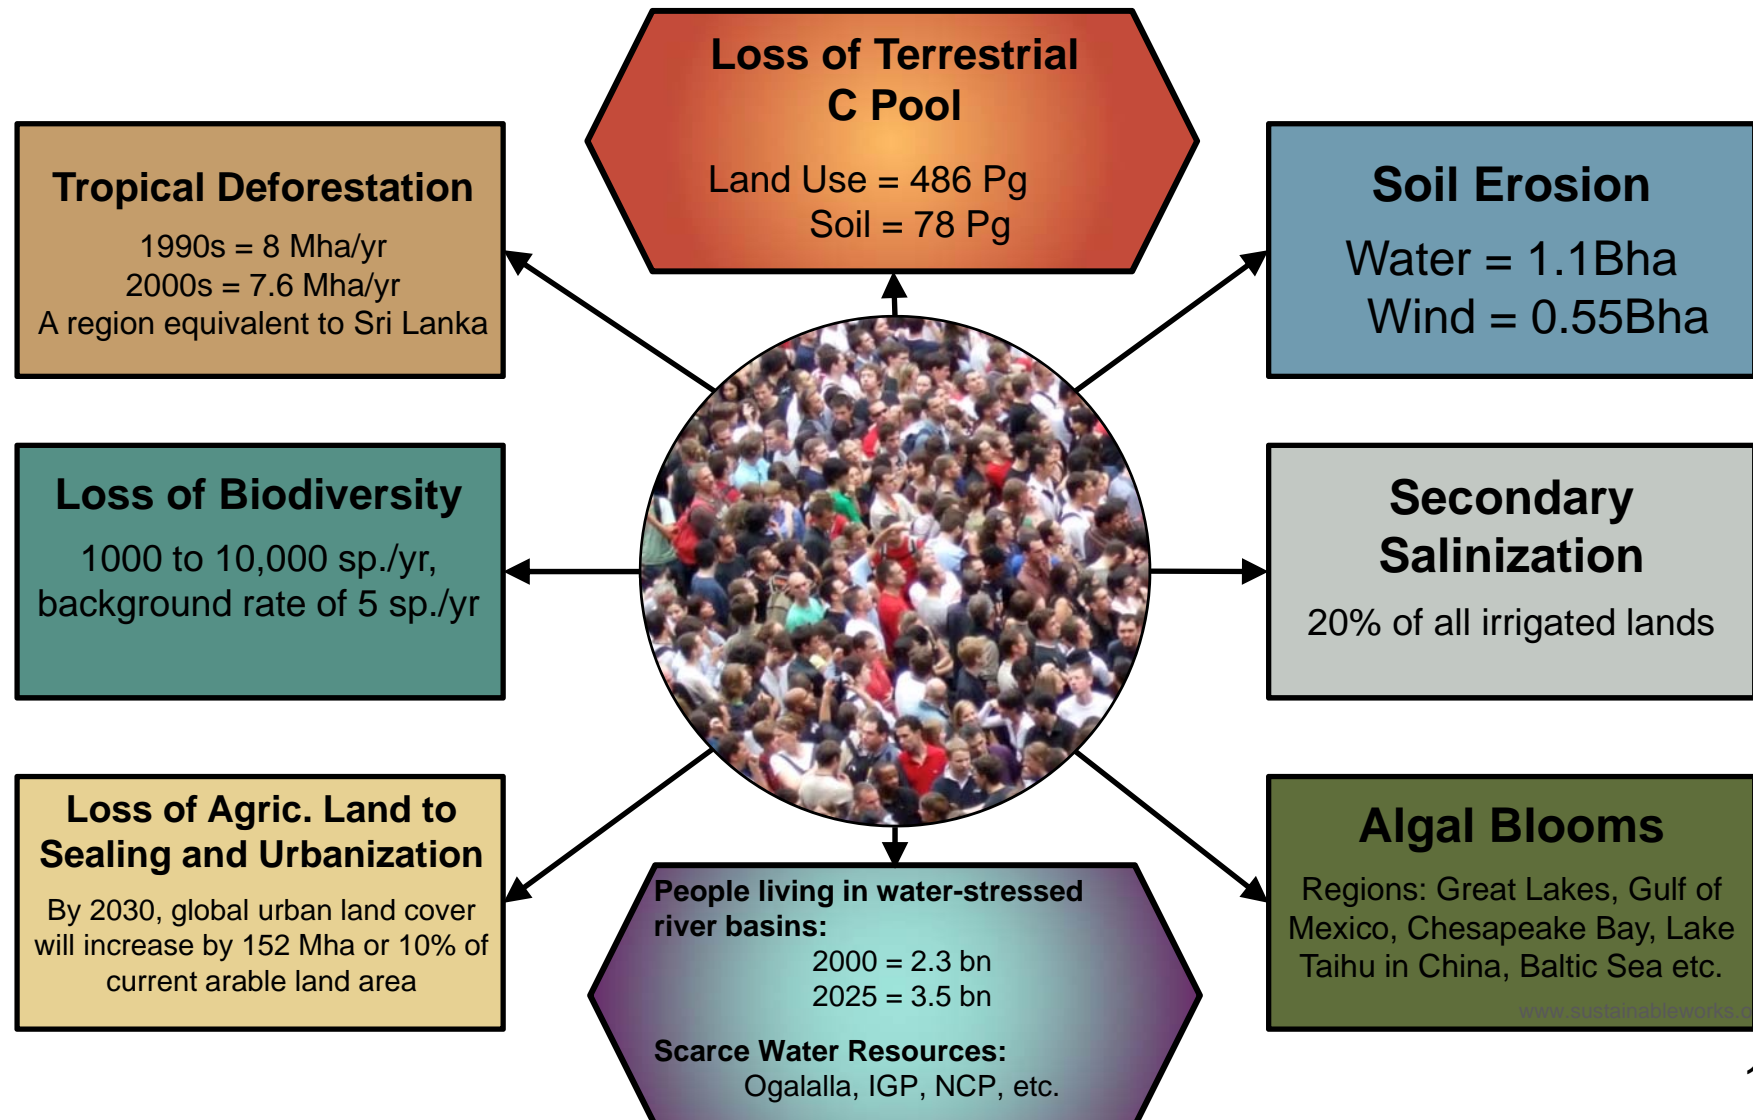 Loss of Terrestrial
C Pool
Land Use = 486 Pg
Soil = 78 Pg
Tropical Deforestation
1990s = 8 Mha/yr
2000s = 7.6 Mha/yr
A region equivalent to Sri Lanka
Soil Erosion
Water = 1.1Bha
Wind = 0.55Bha
Loss of Biodiversity
1000 to 10,000 sp./yr,
background rate of 5 sp./yr
Secondary
Salinization
20% of all irrigated lands
Loss of Agric. Land to
Sealing and Urbanization
By 2030, global urban land cover
will increase by 152 Mha or 10% of
current arable land area
People living in water-stressed
river basins:
2000 = 2.3 bn
2025 = 3.5 bn
Scarce Water Resources:
Ogalalla, IGP, NCP, etc.
Algal Blooms
Regions: Great Lakes, Gulf of
Mexico, Chesapeake Bay, Lake
Taihu in China, Baltic Sea etc.